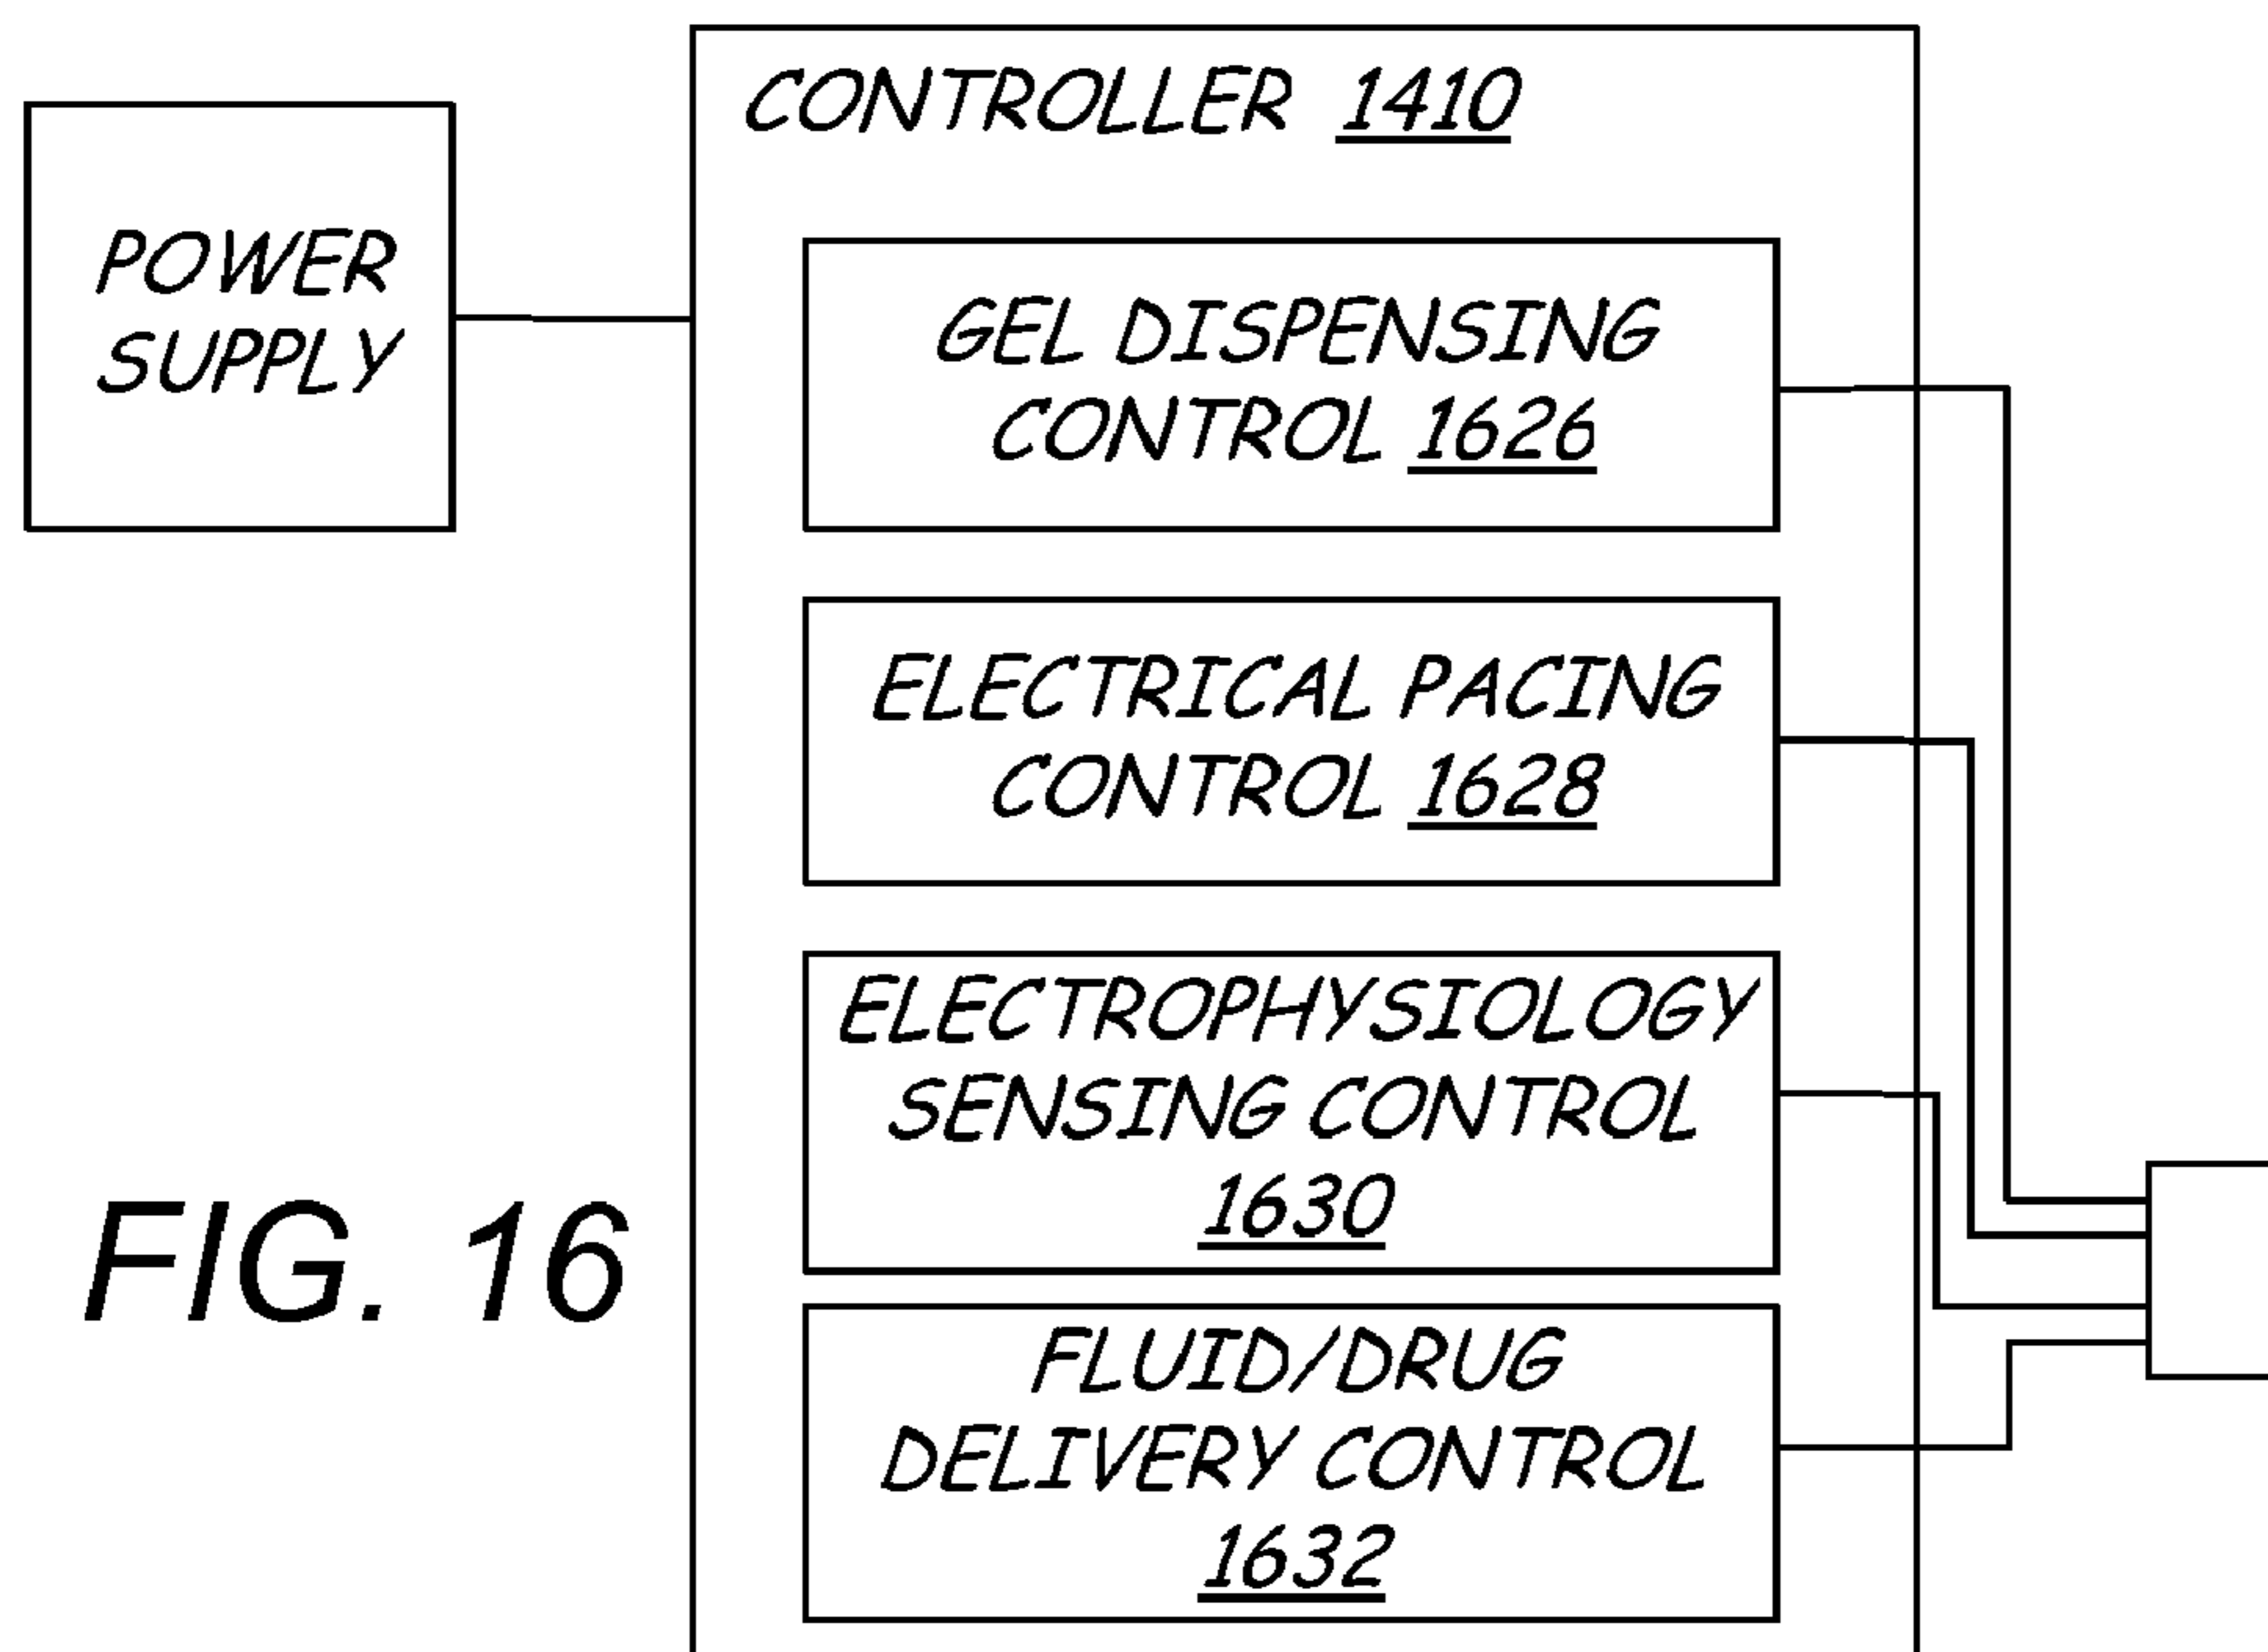 CONTROLLER 1410
POWER
SUPPLY
GEL DISPENSING
CONTROL 1626
ELECTRICAL PACING
CONTROL 1628
ELECTROPHYSIOLOGY
SENSING CONTROL
1630
FLUID/DRUG
DELIVERY CONTROL
1632
FIG. 16